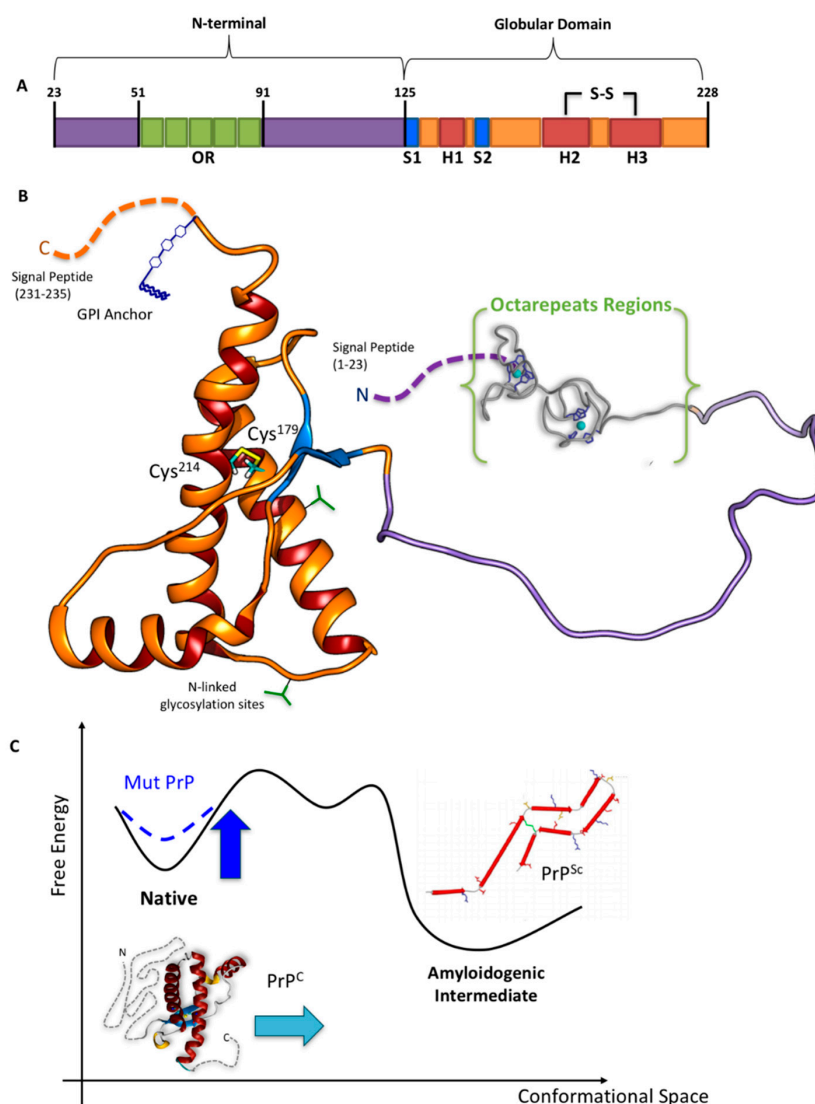 N-terminal
Globular Domain
A
23
51
91
125
S-S
228
OR
S1
H1
S2
H2
H3
B
C
Signal Peptide
(231-235)
GPI Anchor
Octarepeats Regions
Signal Peptide
(1-23)
N
Cys179
Cys214
N-linked
glycosylation sites
C
Free Energy
Mut PrP
Native
PrPSc
N
PrPC
C-
Amyloidogenic
Intermediate
Conformational Space